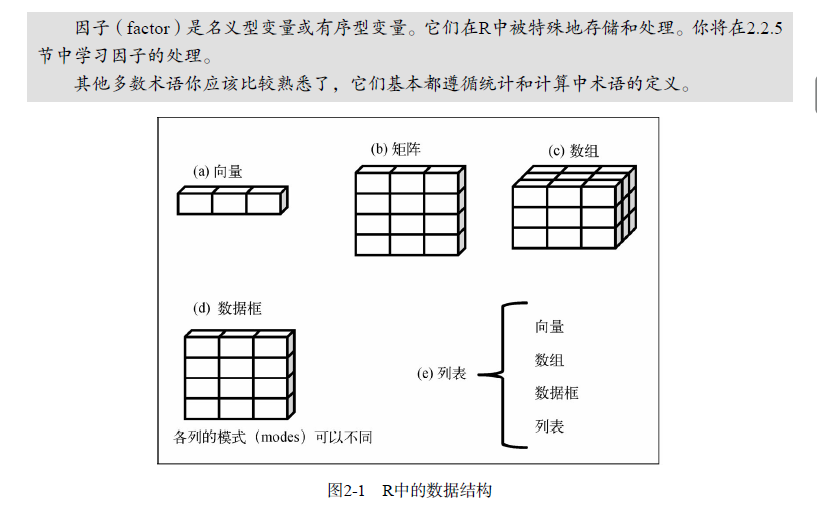 因子（factor）是名义型变量或有序型变量。它们在R中被特殊地存储和处理。你将在2.2.5
节中学习因子的处理。
其他多数术语你应该比较熟悉了，它们基本都遵循统计和计算中术语的定义。
(a) 向量
(b) 矩阵
(c) 数组
(d) 数据框
各列的模式（modes）可以不同
(e) 列表
向量
数组
数据框
列表
图2-1 R中的数据结构